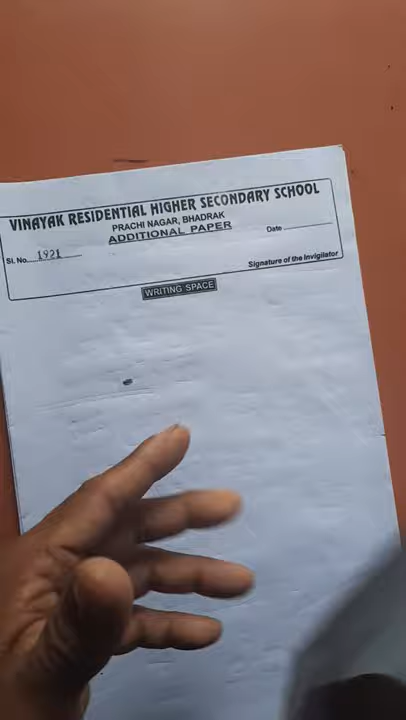 VINAYAK RESIDENTIAL HIGHER SECONDARY SCHOOL
PRACHI NAGAR, BHADRAK
ADDITIONAL PAPER
Date
Sl. No. 1921
Signature of the Invigilator
WRITING SPACE